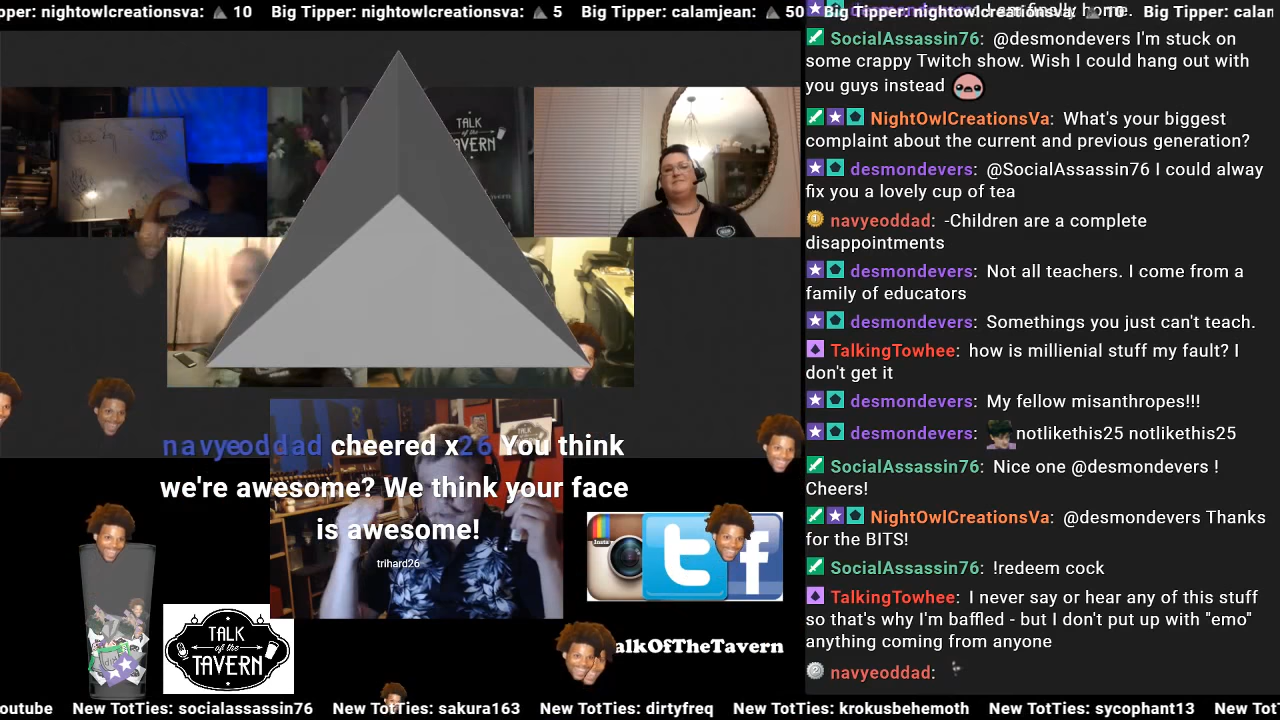 pper: nightowlcreationsva: 10 Big Tipper: nightowlcreationsva: 5 Big Tipper: calamjean: 50 Big Tipper: nightowlcreationsva: 10 Big Tipper: calam
home.
SocialAssassin76: @desmondevers I'm stuck on
some crappy Twitch show. Wish I could hang out with
you guys instead
NightOwlCreationsVa: What's your biggest
complaint about the current and previous generation?
desmondevers: @SocialAssassin76 I could alway
fix you a lovely cup of tea
navyeoddad: -Children are a complete
disappointments
desmondevers: Not all teachers. I come from a
family of educators
desmondevers: Somethings you just can't teach.
TalkingTowhee: how is millienial stuff my fault? I
don't get it
desmondevers: My fellow misanthropes!!!
desmondevers: notlikethis25 notlikethis25
SocialAssassin76: Nice one @desmondevers !
Cheers!
NightOwlCreationsVa: @desmondevers Thanks
for the BITS!
SocialAssassin76: !redeem cock
TalkingTowhee: I never say or hear any of this stuff
so that's why I'm baffled - but I don't put up with "emo"
anything coming from anyone
navyeoddad:
TALK
of the
TAVERN
navyeoddad cheered x26 You think
we're awesome? We think your face
is awesome!
trihard26
Insta
t
f
TALK
of the
TAVERN
alkOfTheTavern
outube New TotTies: socialassassin76 New TotTies: sakura163 New TotTies: dirtyfreq New TotTies: krokusbehemoth New TotTies: sycophant13 New Tot